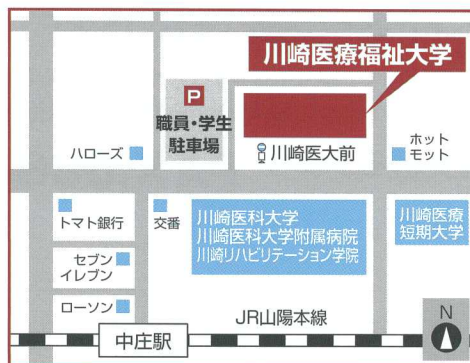 川崎医療福祉大学
P
職員・学生
駐車場
ハローズ
川崎医大前
ホット
モット
トマト銀行
交番
川崎医科大学
川崎医科大学附属病院
川崎リハビリテーション学院
川崎医療
短期大学
セブン
イレブン
ローソン
JR山陽本線
中庄駅
N